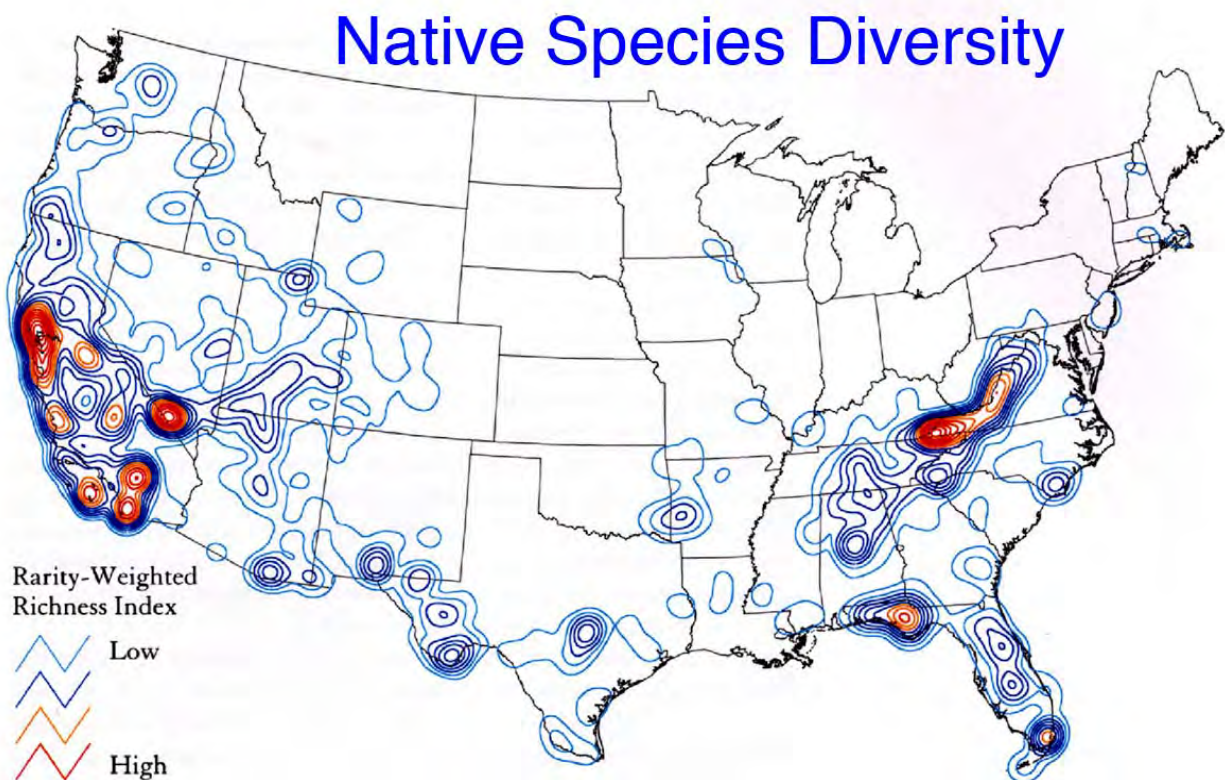 Native Species Diversity
Rarity-Weighted
Richness Index
Low
High